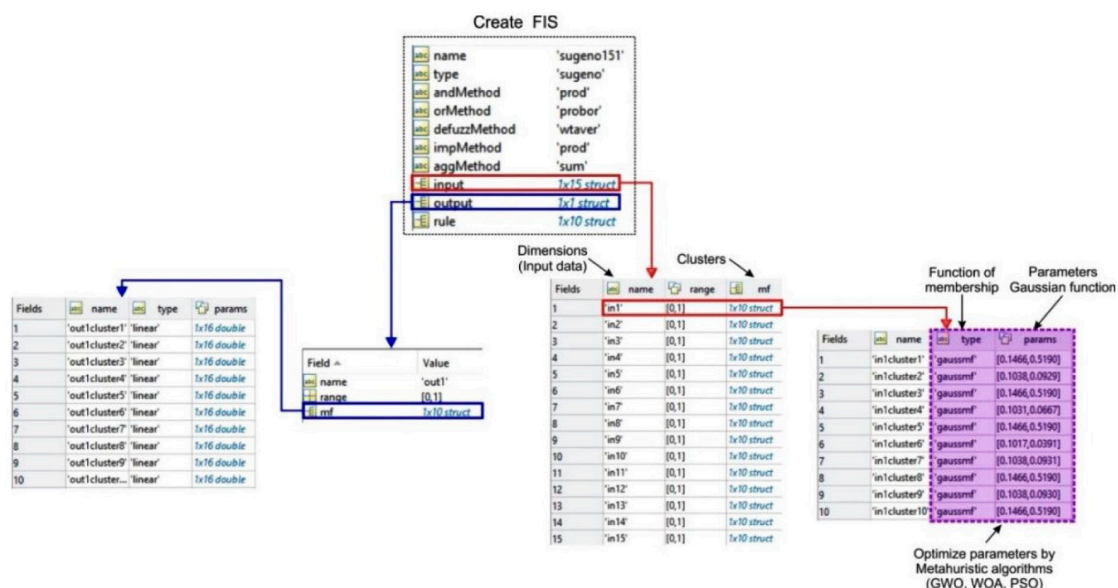 Create FIS
name 'sugeno151'
type 'sugeno'
andMethod 'prod'
orMethod 'probor'
defuzzMethod 'wtaver'
impMethod 'prod'
aggMethod 'sum'
input 1x15 struct
output 1x1 struct
rule 1x10 struct
Fields name type params
1 'out1cluster1' 'linear' 1x16 double
2 'out1cluster2' 'linear' 1x16 double
3 'out1cluster3' 'linear' 1x16 double
4 'out1cluster4' 'linear' 1x16 double
5 'out1cluster5' 'linear' 1x16 double
6 'out1cluster6' 'linear' 1x16 double
7 'out1cluster7' 'linear' 1x16 double
8 'out1cluster8' 'linear' 1x16 double
9 'out1cluster9' 'linear' 1x16 double
10 'out1cluster... 'linear' 1x16 double
Field Value
name 'out1'
range [0,1]
mf 1x10 struct
Dimensions
(Input data)
Clusters
Fields name range mf
1 'in1' [0,1] 1x10 struct
2 'in2' [0,1] 1x10 struct
3 'in3' [0,1] 1x10 struct
4 'in4' [0,1] 1x10 struct
5 'in5' [0,1] 1x10 struct
6 'in6' [0,1] 1x10 struct
7 'in7' [0,1] 1x10 struct
8 'in8' [0,1] 1x10 struct
9 'in9' [0,1] 1x10 struct
10 'in10' [0,1] 1x10 struct
11 'in11' [0,1] 1x10 struct
12 'in12' [0,1] 1x10 struct
13 'in13' [0,1] 1x10 struct
14 'in14' [0,1] 1x10 struct
15 'in15' [0,1] 1x10 struct
Function of
membership
Parameters
Gaussian function
Fields name type params
1 'in1cluster1' 'gaussmf' [0.1466,0.5190]
2 'in1cluster2' 'gaussmf' [0.1038,0.0929]
3 'in1cluster3' 'gaussmf' [0.1466,0.5190]
4 'in1cluster4' 'gaussmf' [0.1031,0.0667]
5 'in1cluster5' 'gaussmf' [0.1466,0.5190]
6 'in1cluster6' 'gaussmf' [0.1017,0.0391]
7 'in1cluster7' 'gaussmf' [0.1038,0.0931]
8 'in1cluster8' 'gaussmf' [0.1466,0.5190]
9 'in1cluster9' 'gaussmf' [0.1038,0.0930]
10 'in1cluster10' 'gaussmf' [0.1466,0.5190]
Optimize parameters by
Metahuristic algorithms
(GWO, WOA, PSO)